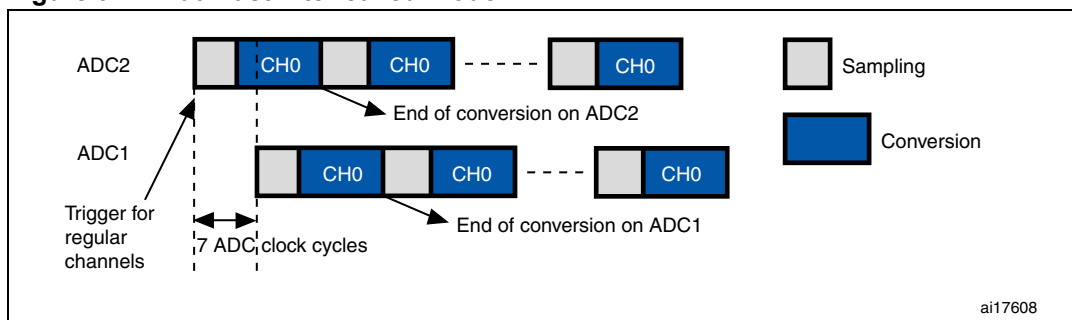 ADC2
CH0
CH0
CH0
Sampling
End of conversion on ADC2
Conversion
ADC1
CH0
CH0
CH0
Trigger for
regular
channels
End of conversion on ADC1
7 ADC clock cycles
ai17608